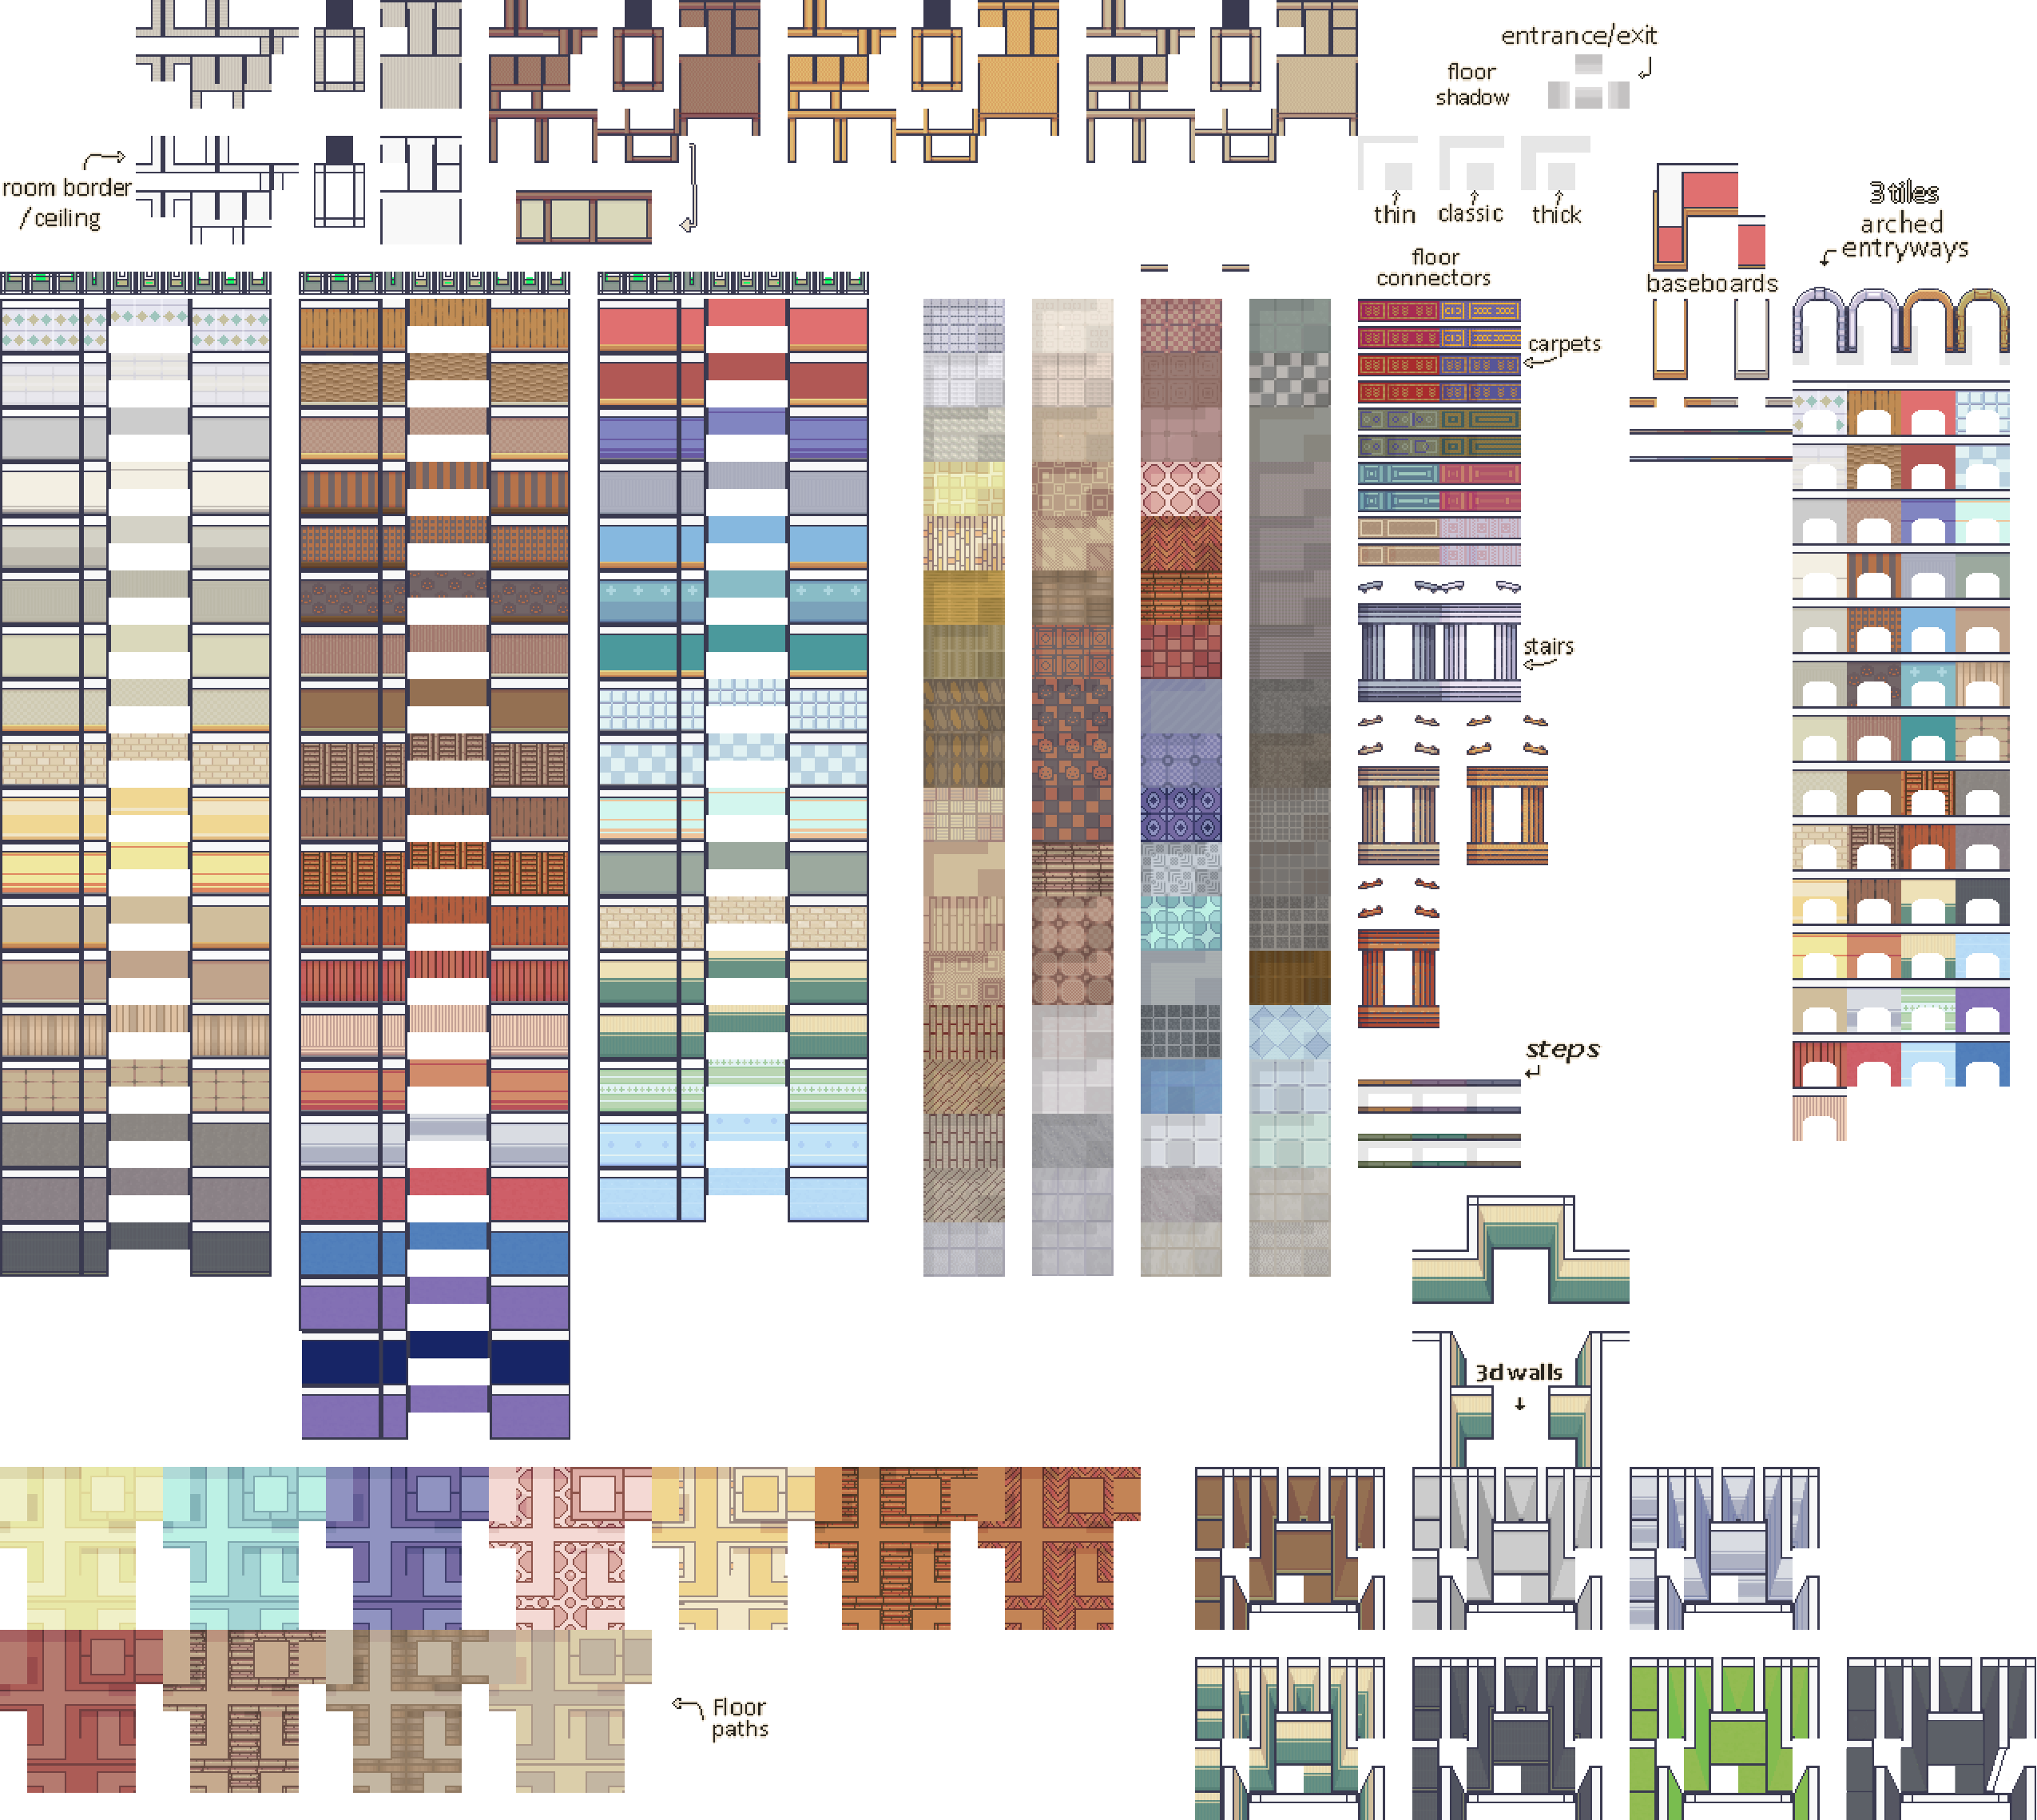 entrance/exit
floor
shadow
room border
/ceiling
thin
classic
thick
3 tiles
arched
entryways
floor
connectors
baseboards
carpets
stairs
steps
3d walls
Floor
paths